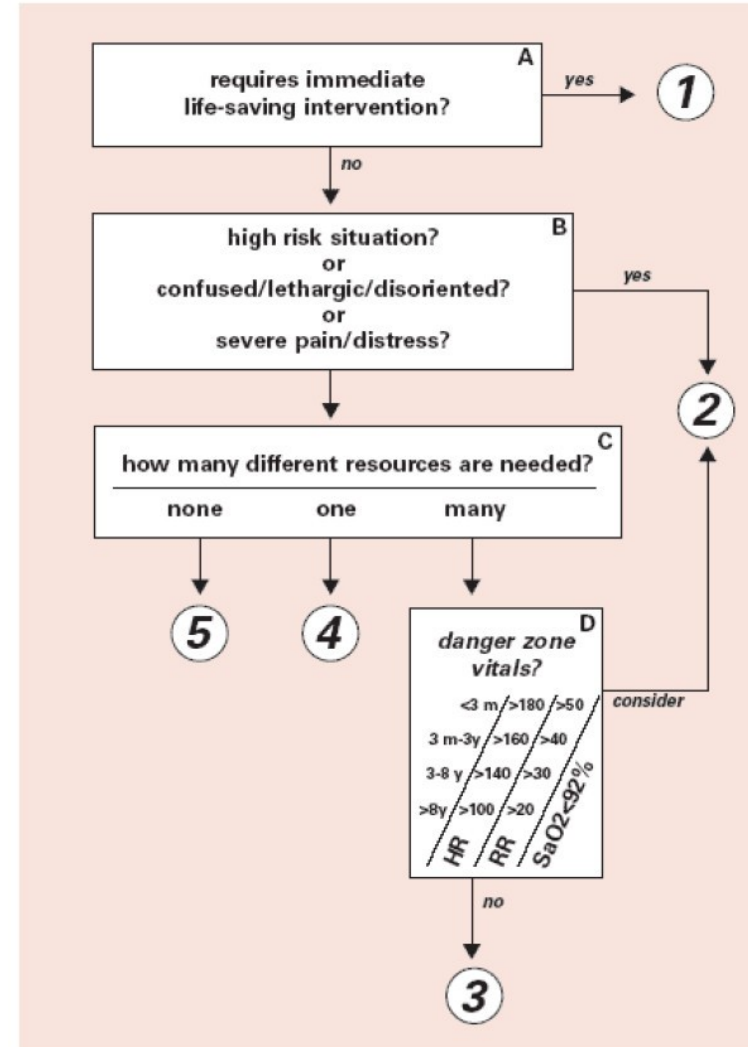 A
requires immediate
life-saving intervention?
yes
1
no
B
high risk situation?
or
confused/lethargic/disoriented?
or
severe pain/distress?
yes
2
C
how many different resources are needed?
none one many
5 4
D
danger zone
vitals?
<3 m >180 >50
3 m-3y >160 >40
3-8 y >140 >30
>8y >100 >20
HR RR SaO2<92%
consider
no
3